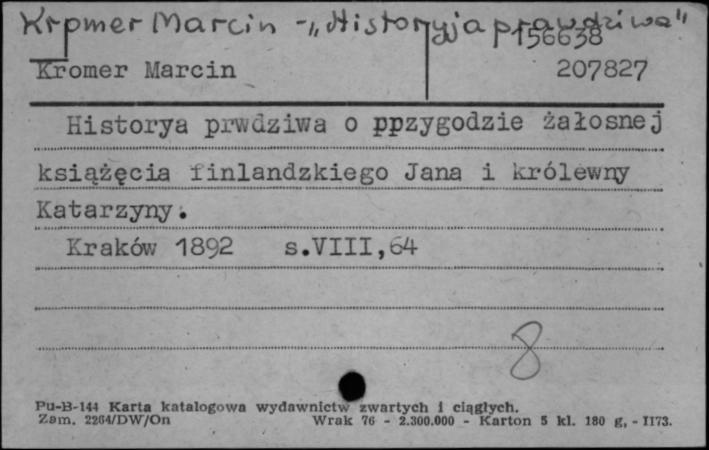 Kromer Marcin - „Historyja prawdziwa"
156638
Kromer Marcin 207827
Historya prwdziwa o ppzygodzie żałosnej
książęcia finlandzkiego Jana i królewny
Katarzyny.
Kraków 1892 s.VIII,64
8
Pu-B-144 Karta katalogowa wydawnictw zwartych i ciągłych.
Zam. 2264/DW/On Wrak 76 - 2.300.000 - Karton 5 kl. 180 g, - II73.